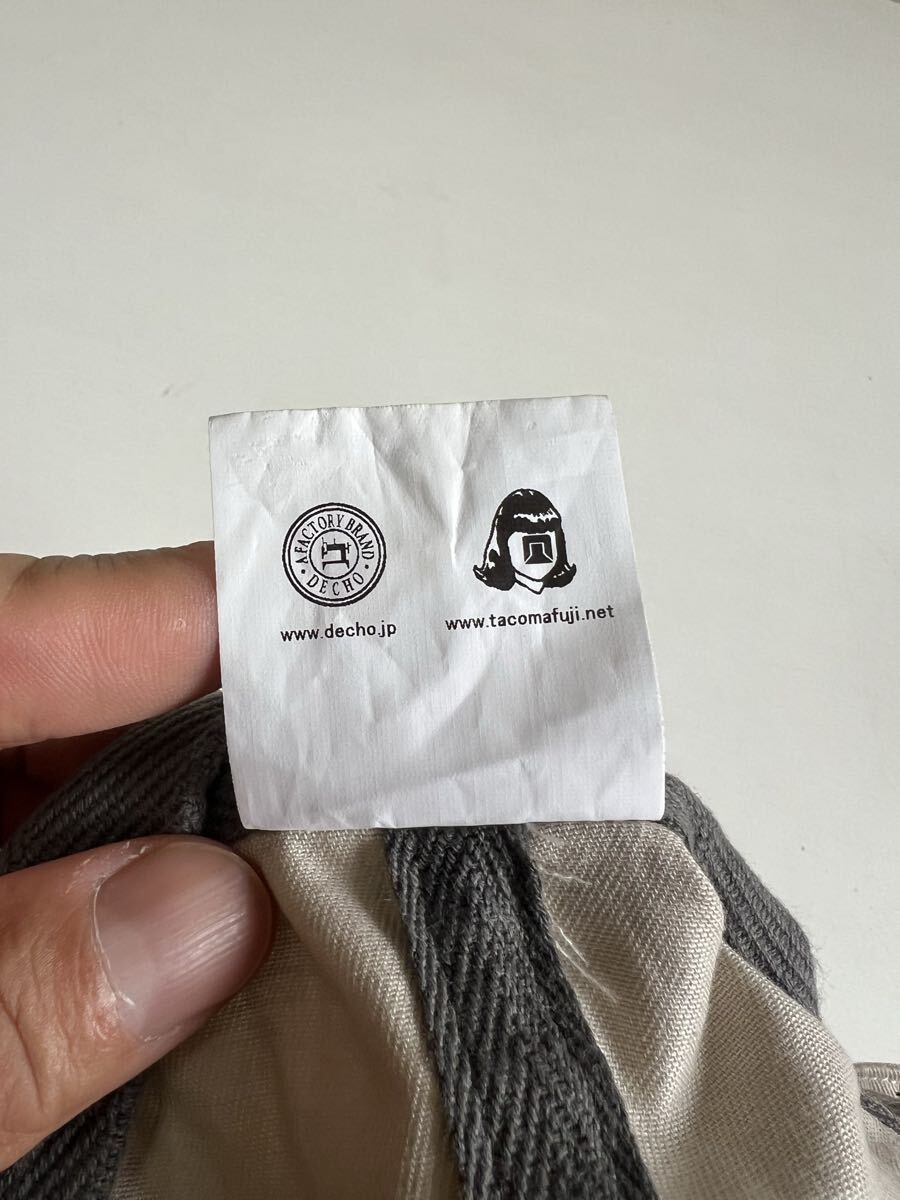 · A FACTORY BRAND ·
DECHO
www.decho.jp
www.tacomafuji.net